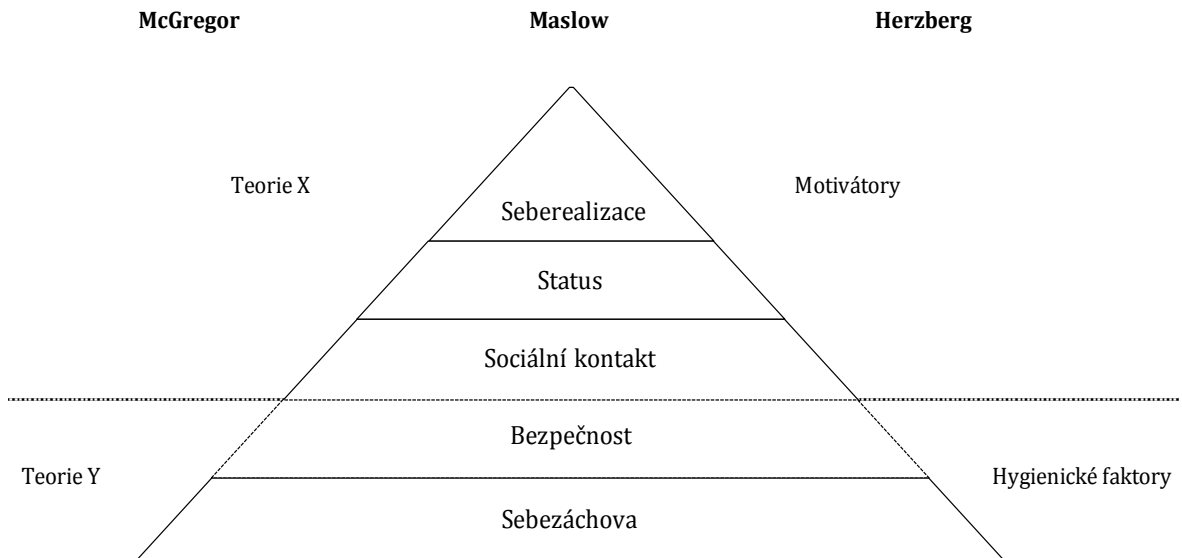 McGregor Maslow Herzberg
Teorie X
Motivátory
Seberealizace
Status
Sociální kontakt
Bezpečnost
Teorie Y
Hygienické faktory
Sebezáchova